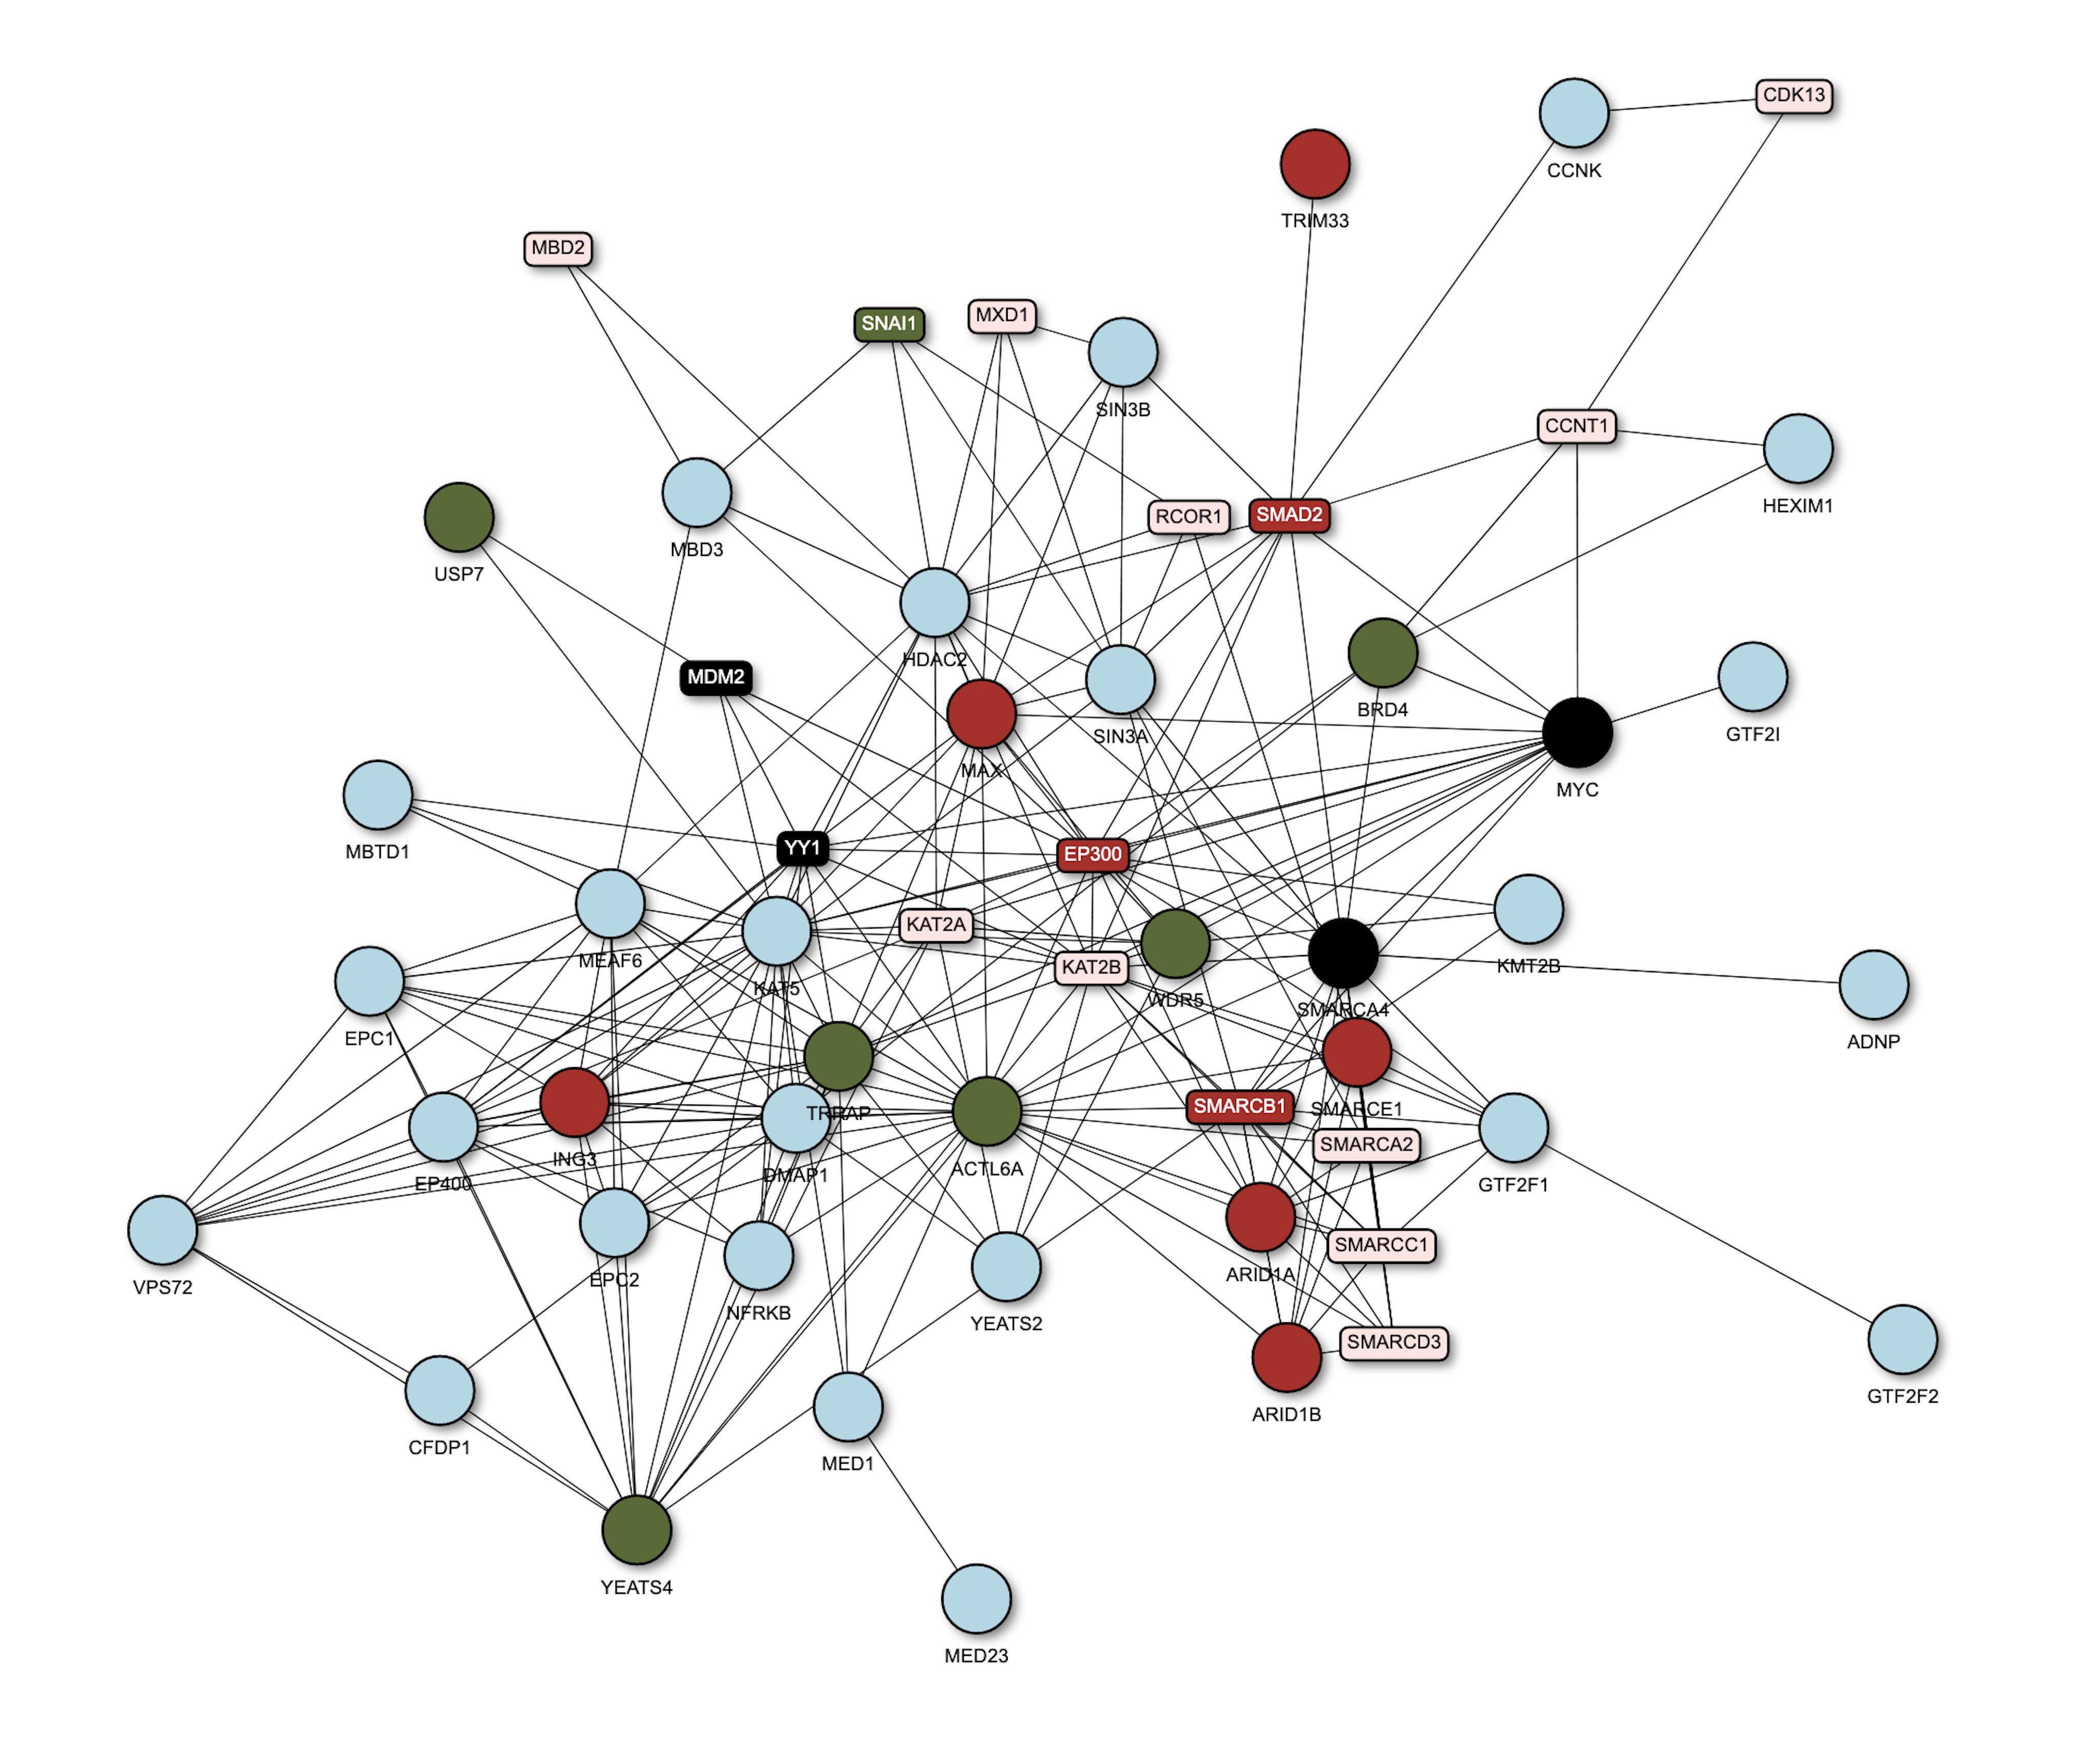 CDK13
CCNK
TRIM33
MBD2
MXD1
SNAI1
SIN3B
CCNT1
HEXIM1
RCOR1
SMAD2
MBD3
USP7
HDAC2
MDM2
BRD4
SIN3A
GTF2I
MAX
MYC
MBTD1
YY1
EP300
KAT2A
MEAF6
KAT2B
KMT2B
KAT5
WDR5
SMARCA4
EPC1
ADNP
SMARCB1
SMARCE1
TRRAP
SMARCA2
ING3
ACTL6A
DMAP1
EP400
GTF2F1
SMARCC1
ARID1A
EPC2
VPS72
NFRKB
YEATS2
SMARCD3
GTF2F2
ARID1B
CFDP1
MED1
YEATS4
MED23